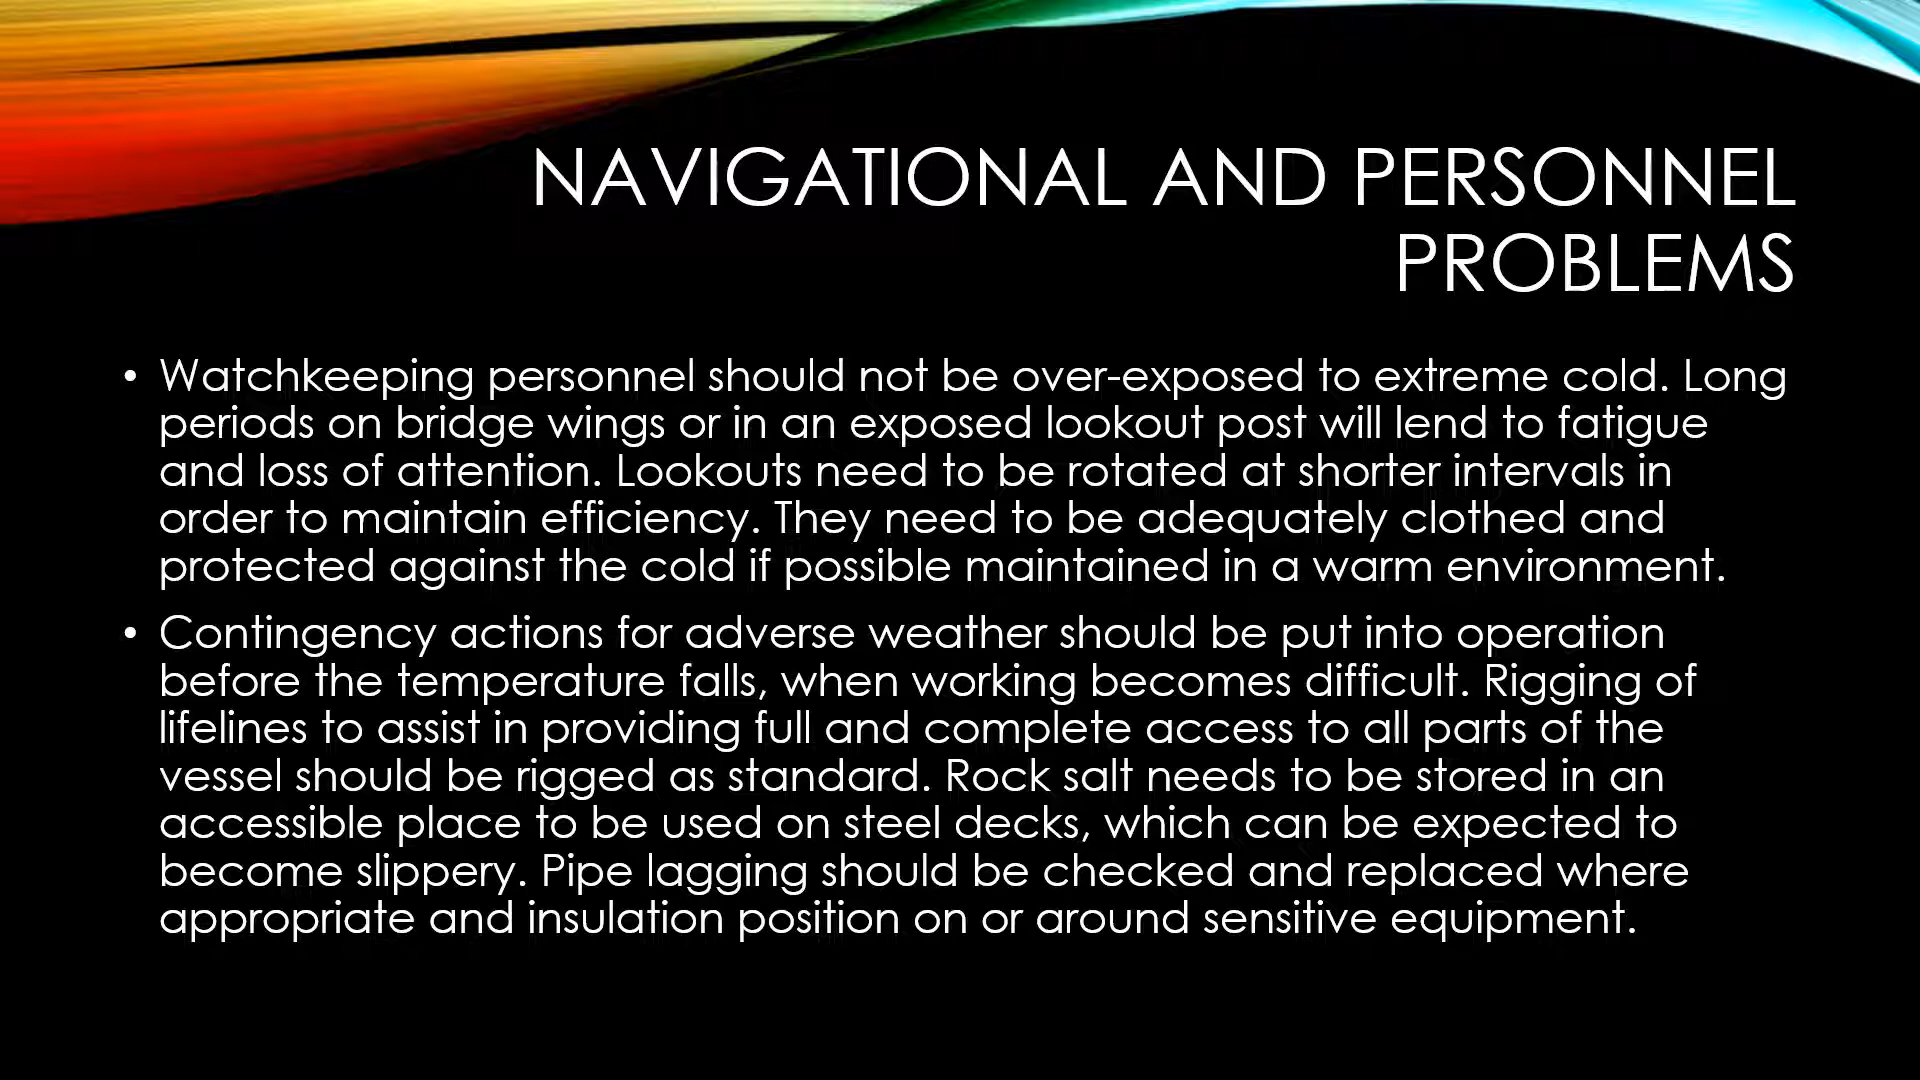 NAVIGATIONAL AND PERSONNEL
PROBLEMS
• Watchkeeping personnel should not be over-exposed to extreme cold. Long
periods on bridge wings or in an exposed lookout post will lend to fatigue
and loss of attention. Lookouts need to be rotated at shorter intervals in
order to maintain efficiency. They need to be adequately clothed and
protected against the cold if possible maintained in a warm environment.
• Contingency actions for adverse weather should be put into operation
before the temperature falls, when working becomes difficult. Rigging of
lifelines to assist in providing full and complete access to all parts of the
vessel should be rigged as standard. Rock salt needs to be stored in an
accessible place to be used on steel decks, which can be expected to
become slippery. Pipe lagging should be checked and replaced where
appropriate and insulation position on or around sensitive equipment.